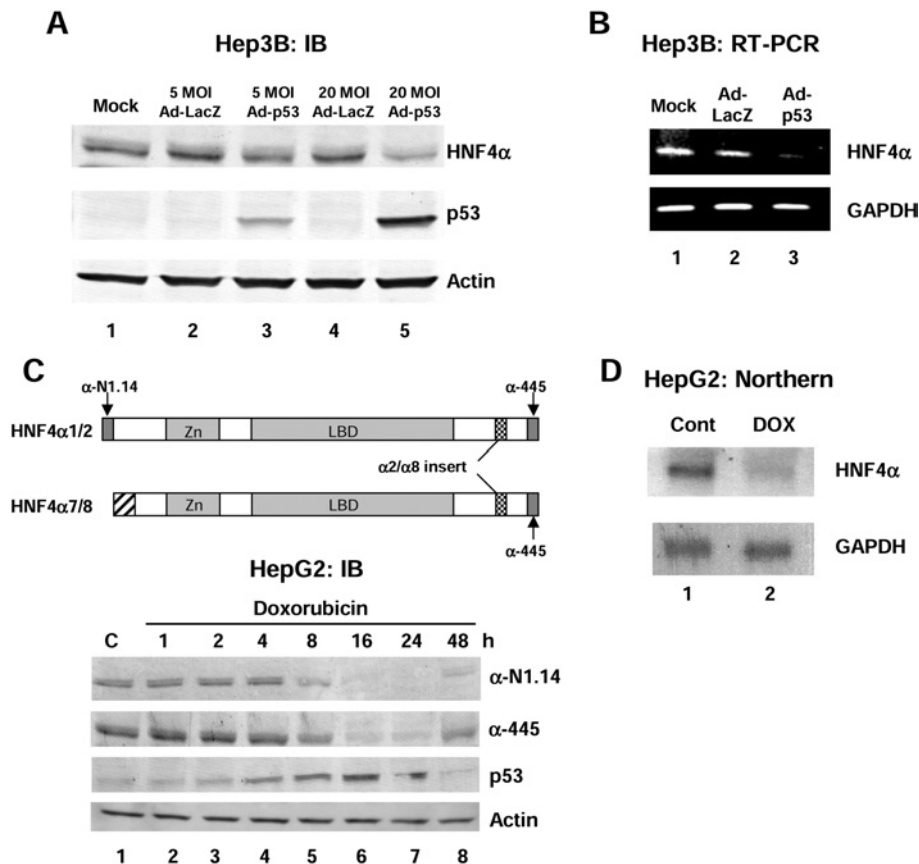 A
Hep3B: IB
Mock
5 MOI Ad-LacZ
5 MOI Ad-p53
20 MOI Ad-LacZ
20 MOI Ad-p53
HNF4α
p53
Actin
1 2 3 4 5
B
Hep3B: RT-PCR
Mock
Ad-LacZ
Ad-p53
HNF4α
GAPDH
1 2 3
C
α-N1.14 α-445
HNF4α1/2 Zn LBD
α2/α8 insert
HNF4α7/8 Zn LBD
α-445
HepG2: IB
Doxorubicin
C 1 2 4 8 16 24 48 h
α-N1.14
α-445
p53
Actin
1 2 3 4 5 6 7 8
D
HepG2: Northern
Cont DOX
HNF4α
GAPDH
1 2